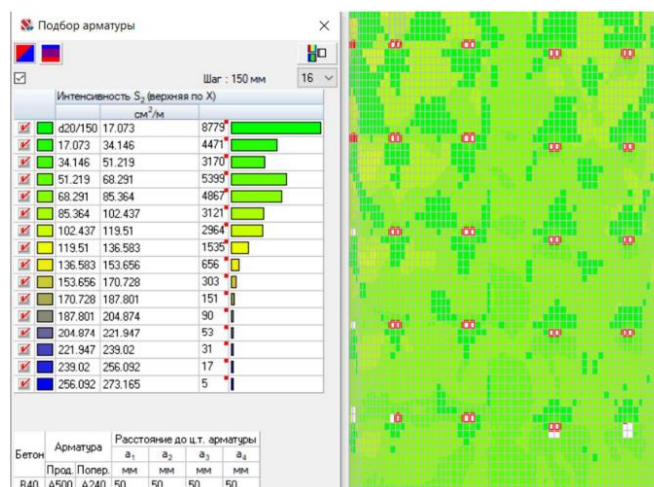 Подбор арматуры
Шаг : 150 мм 16
Интенсивность S2 (верхняя по X)
см²/м
d20/150 17.073 8779
17.073 34.146 4471
34.146 51.219 3170
51.219 68.291 5399
68.291 85.364 4867
85.364 102.437 3121
102.437 119.51 2964
119.51 136.583 1535
136.583 153.656 656
153.656 170.728 303
170.728 187.801 151
187.801 204.874 90
204.874 221.947 53
221.947 239.02 31
239.02 256.092 17
256.092 273.165 5
Бетон Арматура Расстояние до ц.т. арматуры
a1 a2 a3 a4
Прод. Попер. мм мм мм мм
B40 A500 A240 50 50 50 50